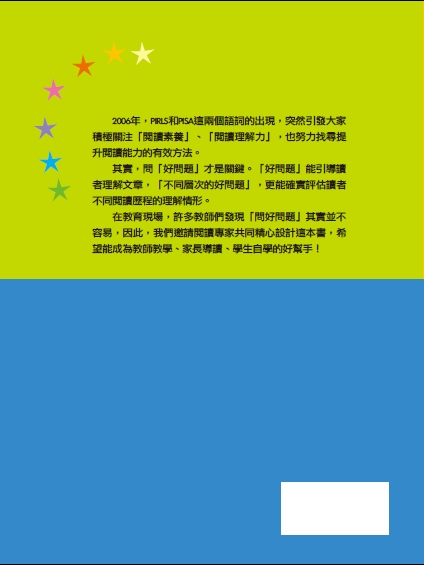 2006年，PIRLS和PISA這兩個語詞的出現，突然引發大家
積極關注「閱讀素養」、「閱讀理解力」，也努力找尋提
升閱讀能力的有效方法。
其實，問「好問題」才是關鍵。「好問題」能引導讀
者理解文章，「不同層次的好問題」，更能確實評估讀者
不同閱讀歷程的理解情形。
在教育現場，許多教師們發現「問好問題」其實並不
容易，因此，我們邀請閱讀專家共同精心設計這本書，希
望能成為教師教學、家長導讀、學生自學的好幫手！